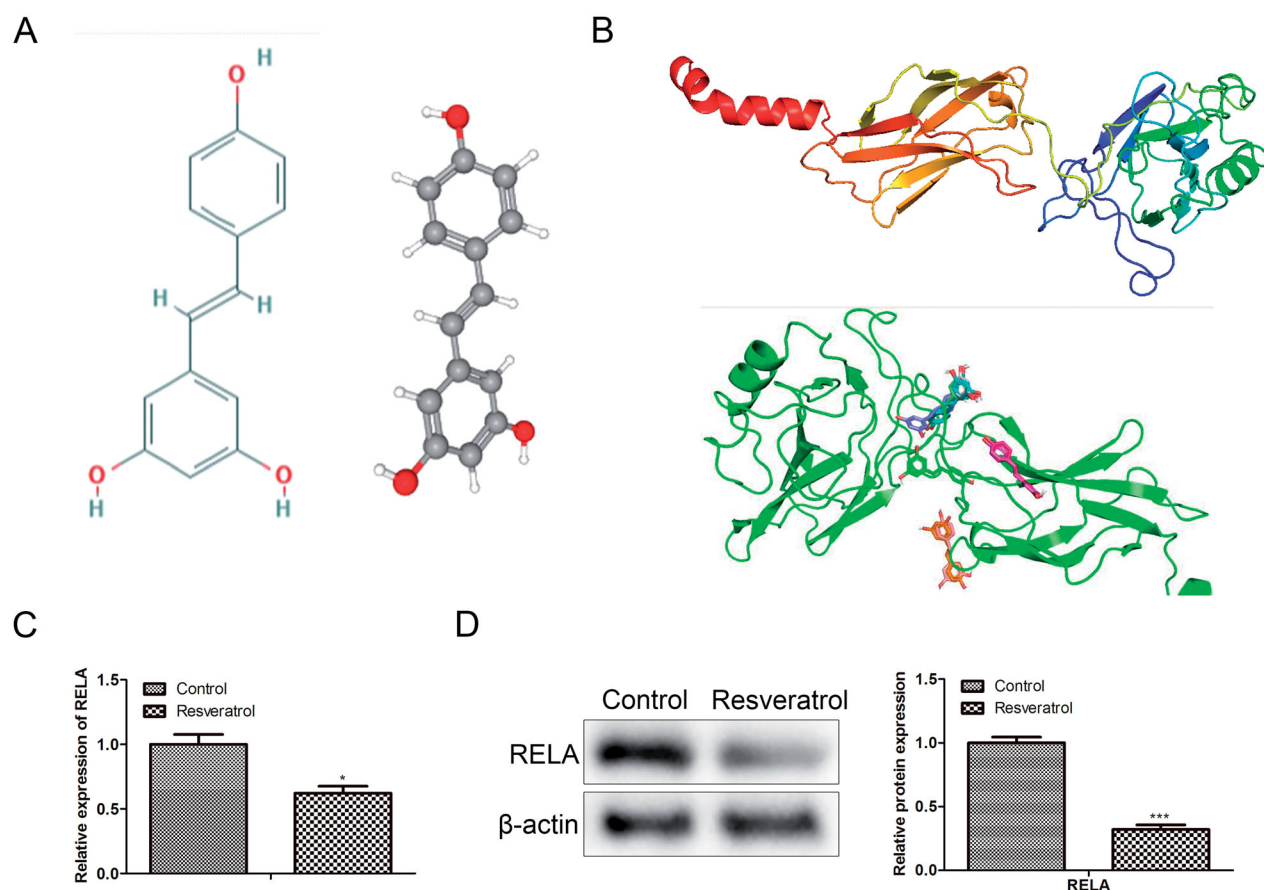 A
B
H
O
H
H
O
H
O
H
C
D
Relative expression of RELA
1.5
1.0
0.5
0.0
Control
Resveratrol
*
Control Resveratrol
RELA
β-actin
Relative protein expression
1.5
1.0
0.5
0.0
Control
Resveratrol
***
RELA